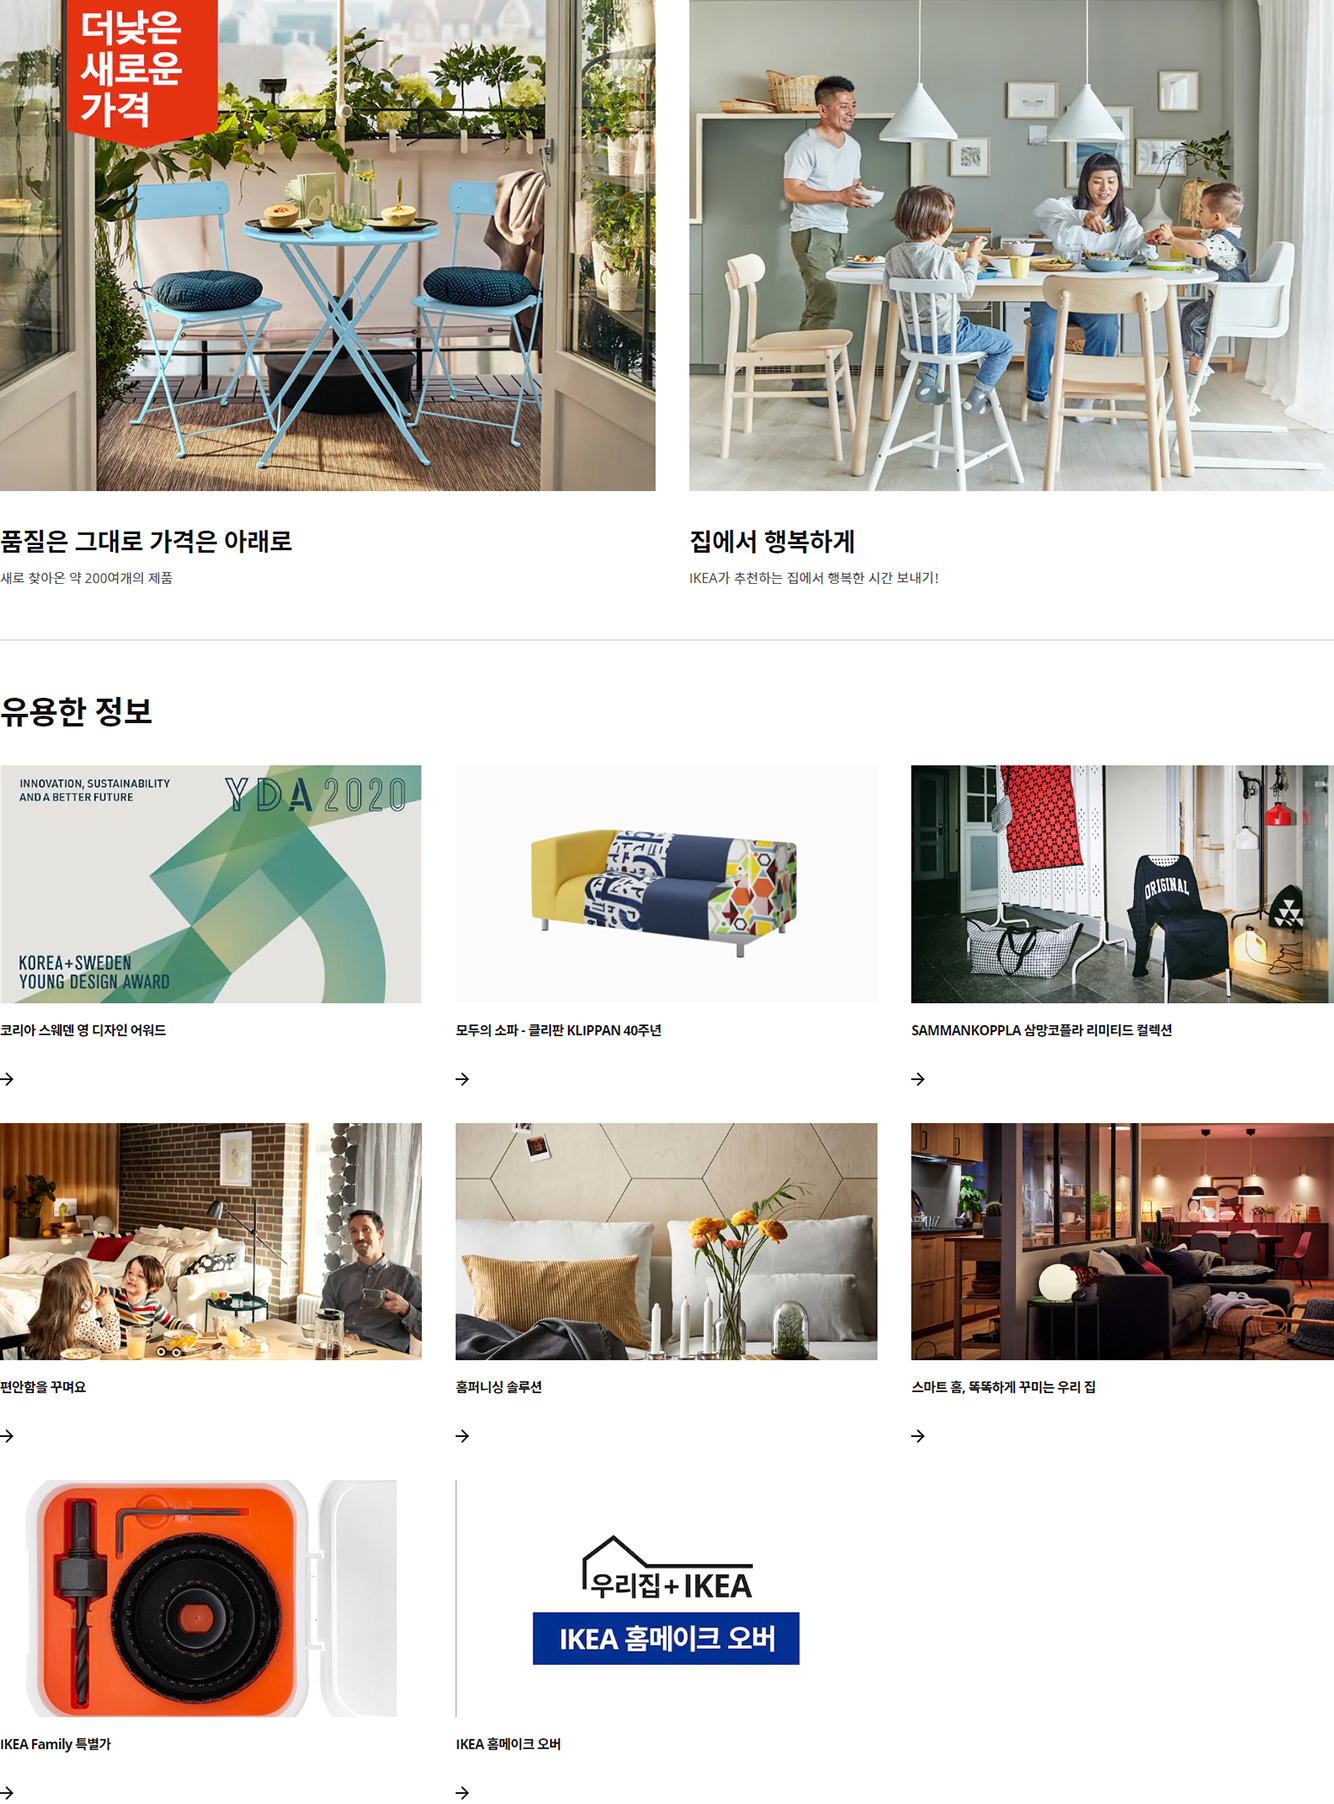 더낮은
새로운
가격
품질은 그대로 가격은 아래로
새로 찾아온 약 200여개의 제품
집에서 행복하게
IKEA가 추천하는 집에서 행복한 시간 보내기!
유용한 정보
INNOVATION, SUSTAINABILITY
AND A BETTER FUTURE
YDA 2020
KOREA+SWEDEN
YOUNG DESIGN AWARD
ORIGINAL
코리아 스웨덴 영 디자인 어워드
모두의 소파 - 클리판 KLIPPAN 40주년
SAMMANKOPPLA 삼망코플라 리미티드 컬렉션
편안함을 꾸며요
홈퍼니싱 솔루션
스마트 홈, 똑똑하게 꾸미는 우리 집
우리집+IKEA
IKEA 홈메이크 오버
IKEA Family 특별가
IKEA 홈메이크 오버